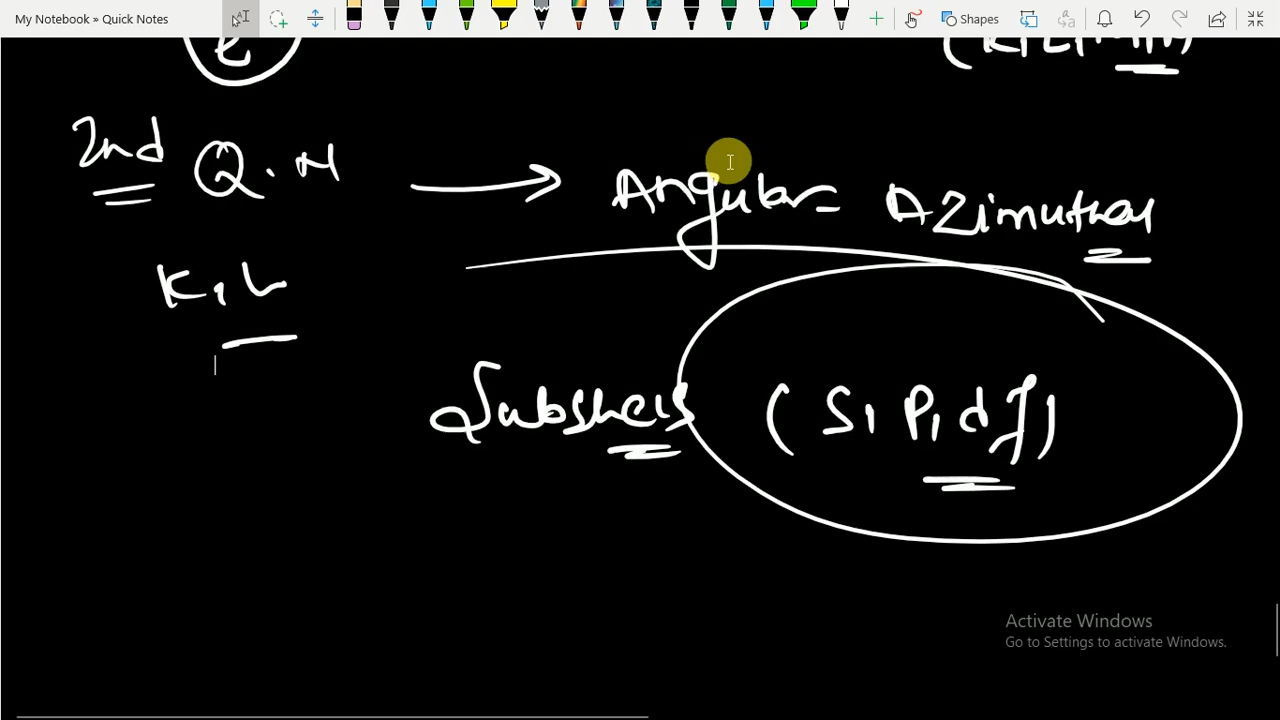 My Notebook » Quick Notes
Shapes
(K, L, M, N)
2nd Q.N → Angular = Azimuthal
K, L
Subshells (S, P, d f)
Activate Windows
Go to Settings to activate Windows.